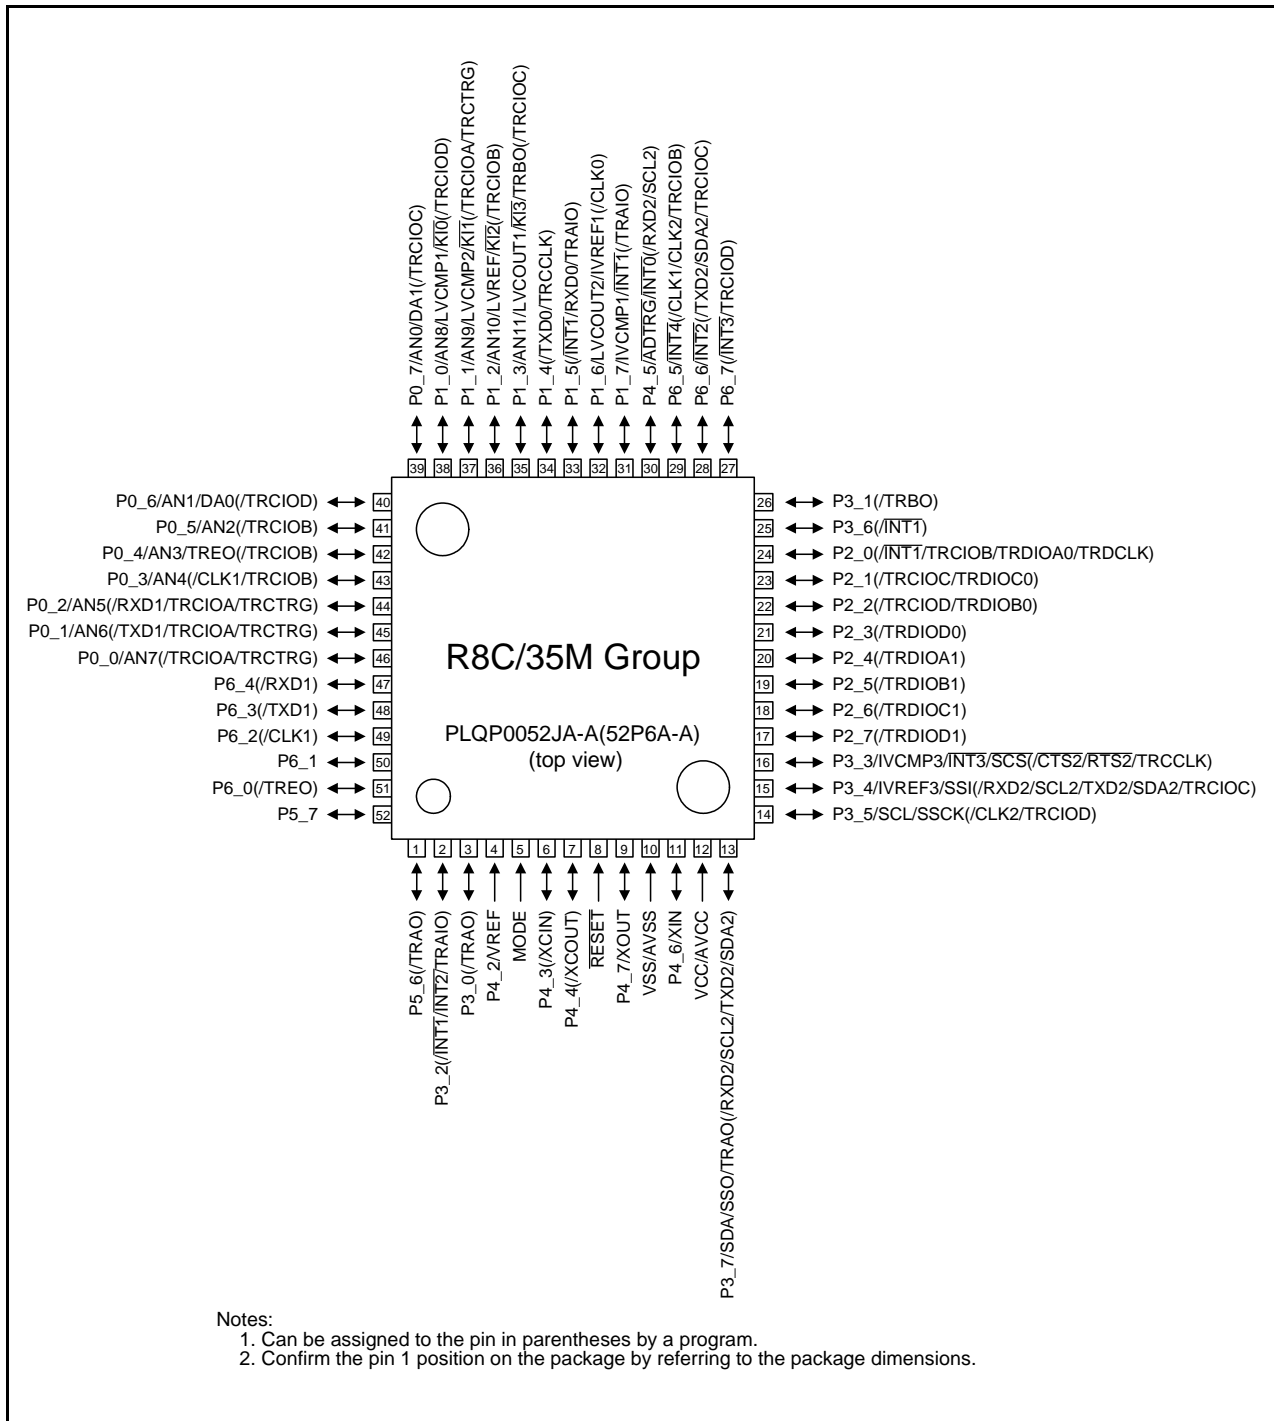 P0_7/AN0/DA1(/TRCIOC)
P1_0/AN8/LVCMP1/KI0(/TRCIOD)
P1_1/AN9/LVCMP2/KI1(/TRCIOA/TRCTRG)
P1_2/AN10/LVREF/KI2(/TRCIOB)
P1_3/AN11/LVCOUT1/KI3/TRBO(/TRCIOC)
P1_4(/TXD0/TRCCLK)
P1_5(/INT1/RXD0/TRAIO)
P1_6/LVCOUT2/IVREF1(/CLK0)
P1_7/IVCMP1/INT1(/TRAIO)
P4_5/ADTRG/INT0(/RXD2/SCL2)
P6_5/INT4(/CLK1/CLK2/TRCIOB)
P6_6/INT2(/TXD2/SDA2/TRCIOC)
P6_7(/INT3/TRCIOD)
39 38 37 36 35 34 33 32 31 30 29 28 27
P0_6/AN1/DA0(/TRCIOD) 40
P0_5/AN2(/TRCIOB) 41
P0_4/AN3/TREO(/TRCIOB) 42
P0_3/AN4(/CLK1/TRCIOB) 43
P0_2/AN5(/RXD1/TRCIOA/TRCTRG) 44
P0_1/AN6(/TXD1/TRCIOA/TRCTRG) 45
P0_0/AN7(/TRCIOA/TRCTRG) 46
P6_4(/RXD1) 47
P6_3(/TXD1) 48
P6_2(/CLK1) 49
P6_1 50
P6_0(/TREO) 51
P5_7 52
R8C/35M Group
PLQP0052JA-A(52P6A-A)
(top view)
26 P3_1(/TRBO)
25 P3_6(/INT1)
24 P2_0(/INT1/TRCIOB/TRDIOA0/TRDCLK)
23 P2_1(/TRCIOC/TRDIOC0)
22 P2_2(/TRCIOD/TRDIOB0)
21 P2_3(/TRDIOD0)
20 P2_4(/TRDIOA1)
19 P2_5(/TRDIOB1)
18 P2_6(/TRDIOC1)
17 P2_7(/TRDIOD1)
16 P3_3/IVCMP3/INT3/SCS(/CTS2/RTS2/TRCCLK)
15 P3_4/IVREF3/SSI(/RXD2/SCL2/TXD2/SDA2/TRCIOC)
14 P3_5/SCL/SSCK(/CLK2/TRCIOD)
1 2 3 4 5 6 7 8 9 10 11 12 13
P5_6(/TRAO)
P3_2(/INT1/INT2/TRAIO)
P3_0(/TRAO)
P4_2/VREF
MODE
P4_3(/XCIN)
P4_4(/XCOUT)
RESET
P4_7/XOUT
VSS/AVSS
P4_6/XIN
VCC/AVCC
P3_7/SDA/SSO/TRAO(/RXD2/SCL2/TXD2/SDA2)
Notes:
1. Can be assigned to the pin in parentheses by a program.
2. Confirm the pin 1 position on the package by referring to the package dimensions.